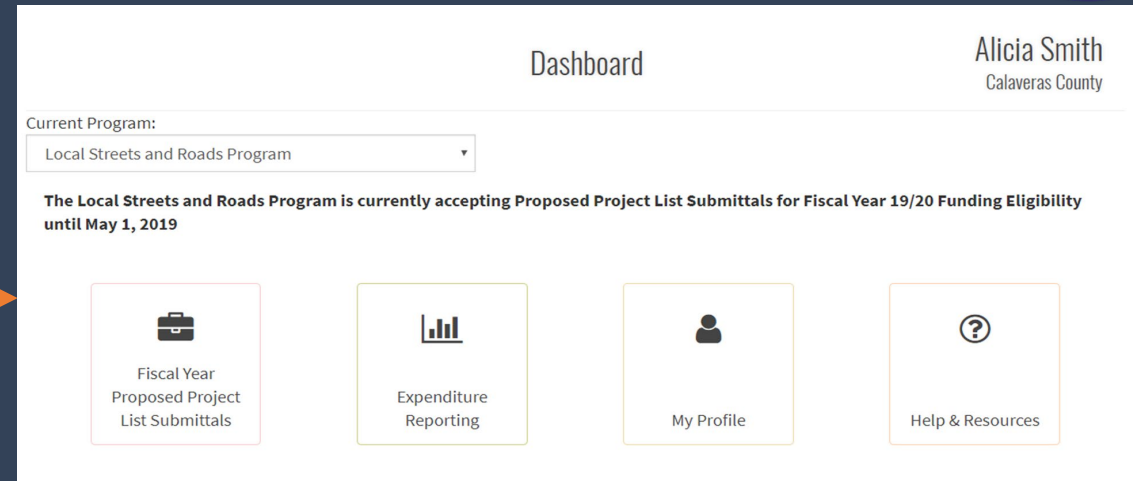 Dashboard
Alicia Smith
Calaveras County
Current Program:
Local Streets and Roads Program
The Local Streets and Roads Program is currently accepting Proposed Project List Submittals for Fiscal Year 19/20 Funding Eligibility
until May 1, 2019
Fiscal Year
Proposed Project
List Submittals
Expenditure
Reporting
My Profile
Help & Resources